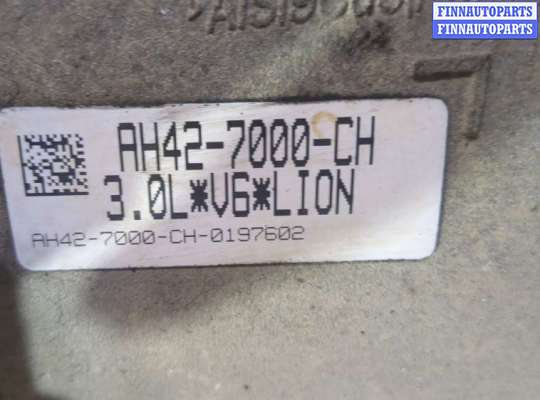 FINNAUTOPARTS
FINNAUTOPARTS
AH42-7000-CH
3.0L*V6*LION
AH42-7000-CH-0197602